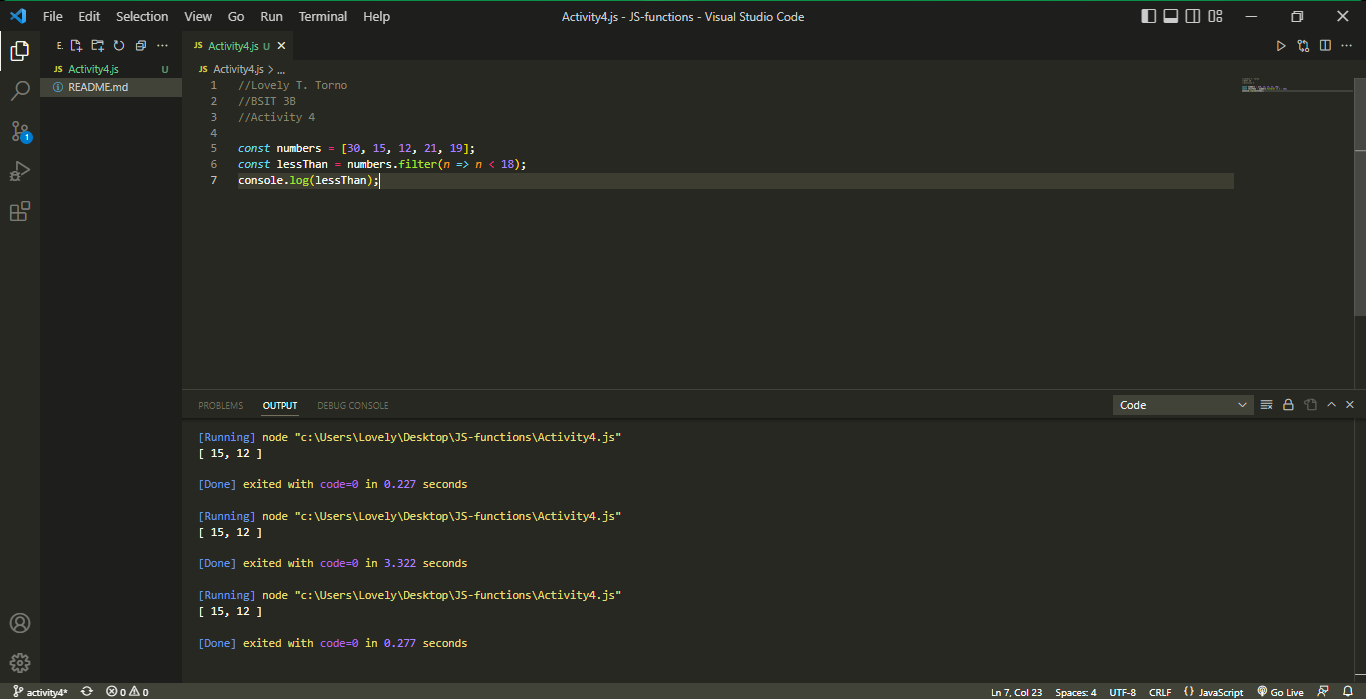 File Edit Selection View Go Run Terminal Help
Activity4.js - JS-functions - Visual Studio Code
E.
JS Activity4.js U
README.md
JS Activity4.js U
JS Activity4.js > ...
1 //Lovely T. Torno
2 //BSIT 3B
3 //Activity 4
4
5 const numbers = [30, 15, 12, 21, 19];
6 const lessThan = numbers.filter(n => n < 18);
7 console.log(lessThan);
1
PROBLEMS OUTPUT DEBUG CONSOLE
Code
[Running] node "c:\Users\Lovely\Desktop\JS-functions\Activity4.js"
[ 15, 12 ]
[Done] exited with code=0 in 0.227 seconds
[Running] node "c:\Users\Lovely\Desktop\JS-functions\Activity4.js"
[ 15, 12 ]
[Done] exited with code=0 in 3.322 seconds
[Running] node "c:\Users\Lovely\Desktop\JS-functions\Activity4.js"
[ 15, 12 ]
[Done] exited with code=0 in 0.277 seconds
activity4* 0 0 Ln 7, Col 23 Spaces: 4 UTF-8 CRLF {} JavaScript Go Live